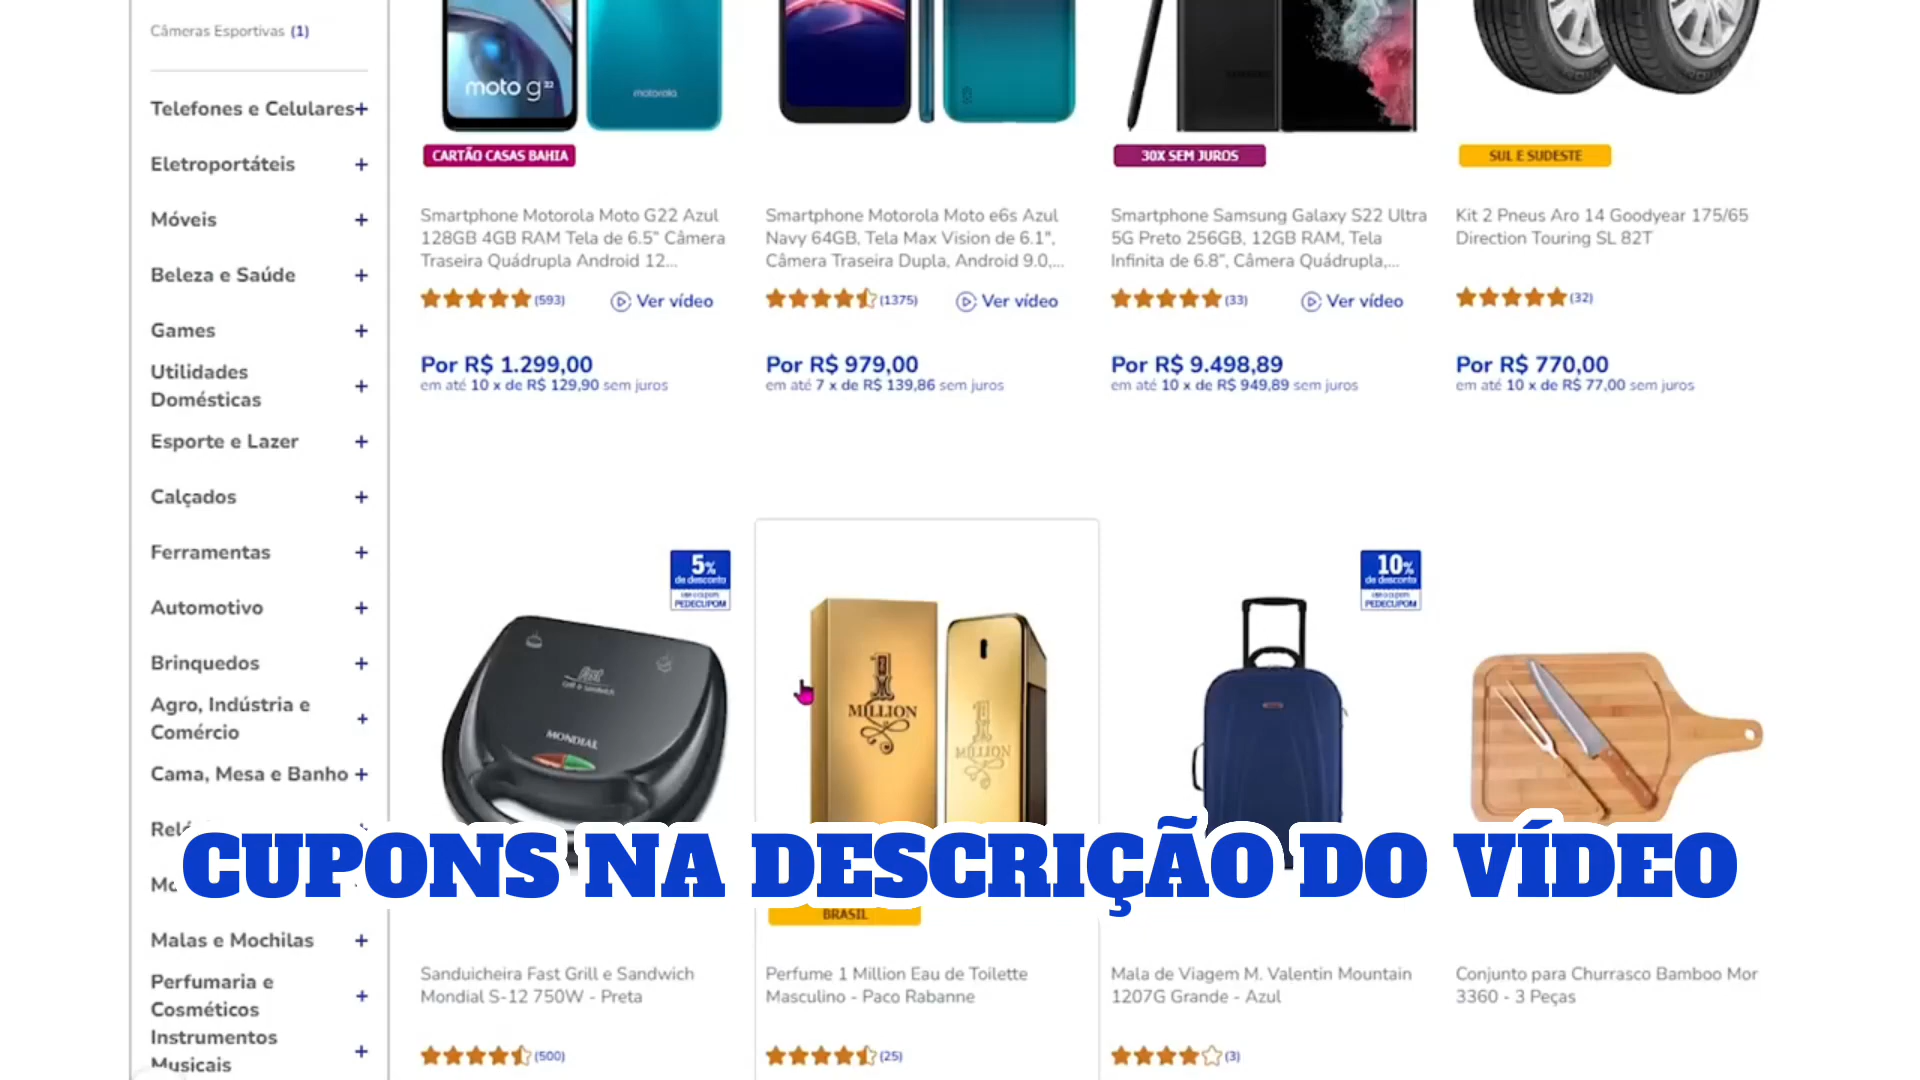 Câmeras Esportivas (1)
Telefones e Celulares+
Eletroportáteis +
Móveis +
Beleza e Saúde +
Games +
Utilidades
Domésticas +
Esporte e Lazer +
Calçados +
Ferramentas +
Automotivo +
Brinquedos +
Agro, Indústria e
Comércio +
Cama, Mesa e Banho +
Malas e Mochilas +
Perfumaria e
Cosméticos +
Instrumentos
Musicais +
moto g22
motorola
CARTÃO CASAS BAHIA
Smartphone Motorola Moto G22 Azul
128GB 4GB RAM Tela de 6.5" Câmera
Traseira Quádrupla Android 12...
(593) Ver vídeo
Por R$ 1.299,00
em até 10 x de R$ 129,90 sem juros
Smartphone Motorola Moto e6s Azul
Navy 64GB, Tela Max Vision de 6.1",
Câmera Traseira Dupla, Android 9.0,...
(1375) Ver vídeo
Por R$ 979,00
em até 7 x de R$ 139,86 sem juros
30X SEM JUROS
Smartphone Samsung Galaxy S22 Ultra
5G Preto 256GB, 12GB RAM, Tela
Infinita de 6.8", Câmera Quádrupla,...
(33) Ver vídeo
Por R$ 9.498,89
em até 10 x de R$ 949,89 sem juros
SUL E SUDESTE
Kit 2 Pneus Aro 14 Goodyear 175/65
Direction Touring SL 82T
(32)
Por R$ 770,00
em até 10 x de R$ 77,00 sem juros
5%
de desconto
use o cupom
PEDECUPOM
fast
GRILL E SANDWICH
MONDIAL
1
MILLION
1
MILLION
10%
de desconto
use o cupom
PEDECUPOM
CUPONS NA DESCRIÇÃO DO VÍDEO
BRASIL
Sanduicheira Fast Grill e Sandwich
Mondial S-12 750W - Preta
(500)
Perfume 1 Million Eau de Toilette
Masculino - Paco Rabanne
(25)
Mala de Viagem M. Valentin Mountain
1207G Grande - Azul
(3)
Conjunto para Churrasco Bamboo Mor
3360 - 3 Peças